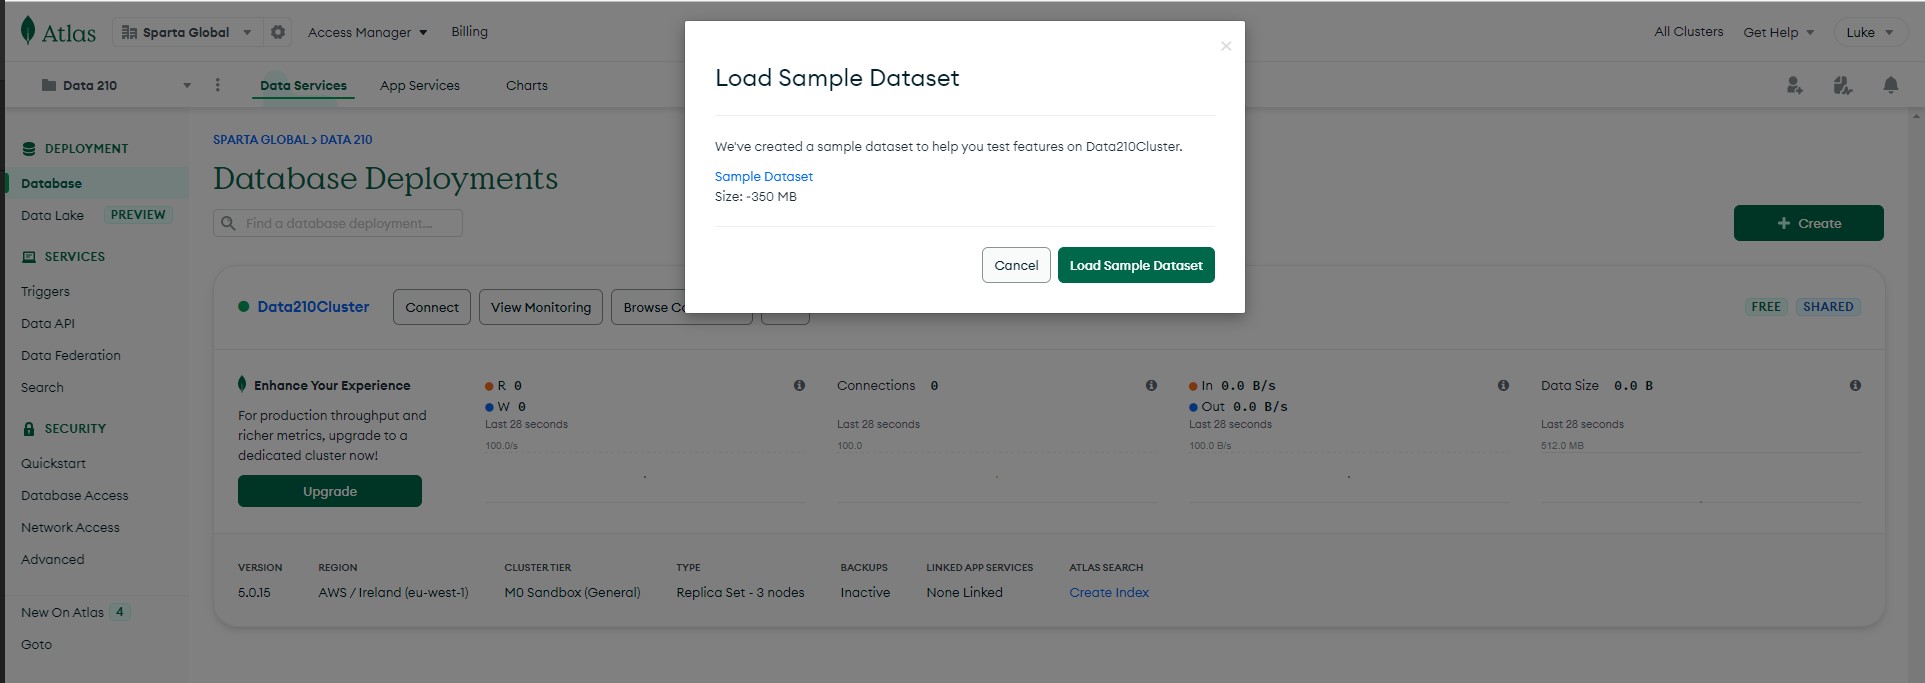 Atlas
Sparta Global
Access Manager
Billing
All Clusters
Get Help
Luke
Data 210
Data Services
App Services
Charts
Load Sample Dataset
We've created a sample dataset to help you test features on Data210Cluster.
Sample Dataset
Size: ~350 MB
Cancel
Load Sample Dataset
DEPLOYMENT
Database
Data Lake PREVIEW
SERVICES
Triggers
Data API
Data Federation
Search
SECURITY
Quickstart
Database Access
Network Access
Advanced
New On Atlas 4
Goto
SPARTA GLOBAL > DATA 210
Database Deployments
Find a database deployment...
+ Create
Data210Cluster
Connect
View Monitoring
Browse
FREE
SHARED
Enhance Your Experience
For production throughput and
richer metrics, upgrade to a
dedicated cluster now!
Upgrade
R 0
W 0
Last 28 seconds
100.0/s
Connections 0
Last 28 seconds
100.0
In 0.0 B/s
Out 0.0 B/s
Last 28 seconds
100.0 B/s
Data Size 0.0 B
Last 28 seconds
512.0 MB
VERSION
5.0.15
REGION
AWS / Ireland (eu-west-1)
CLUSTER TIER
M0 Sandbox (General)
TYPE
Replica Set - 3 nodes
BACKUPS
Inactive
LINKED APP SERVICES
None Linked
ATLAS SEARCH
Create Index